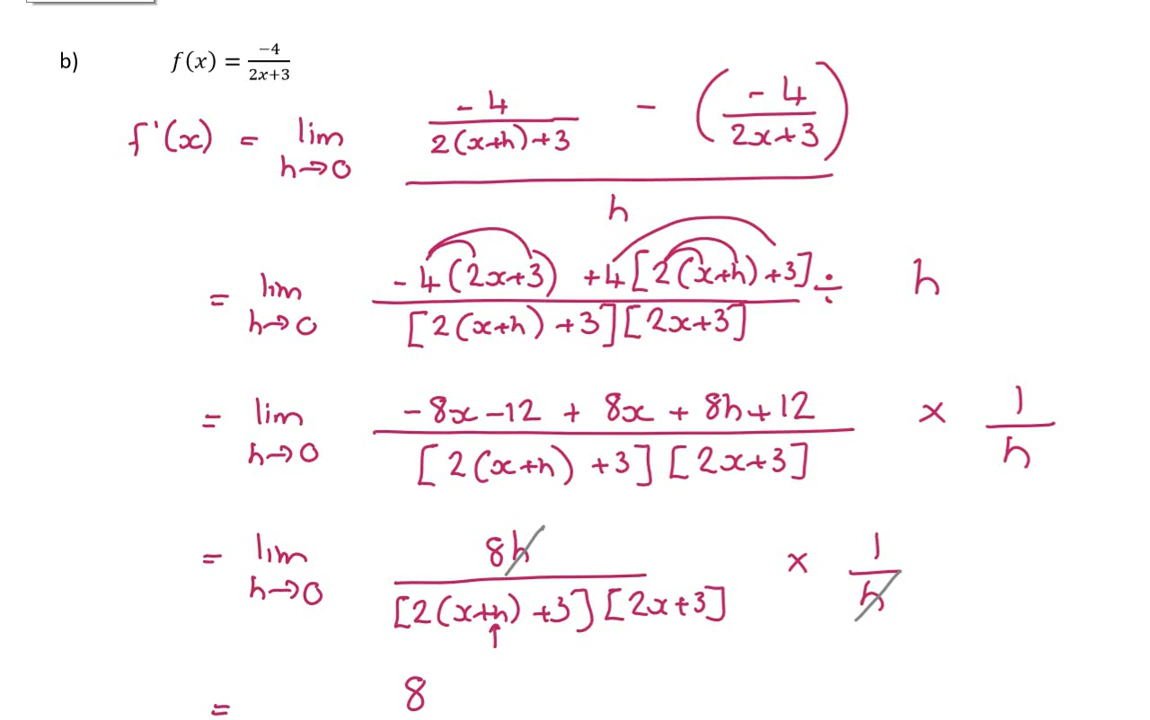 b) f(x) = -4/(2x+3)
f'(x) = lim h→0 [-4/(2(x+h)+3) - (-4/(2x+3))] / h
= lim h→0 (-4(2x+3) +4[2(x+h)+3]) / ([2(x+h)+3][2x+3]) ÷ h
= lim h→0 (-8x-12 + 8x + 8h+12) / ([2(x+h)+3][2x+3]) × 1/h
= lim h→0 8h / ([2(x+h)+3][2x+3]) × 1/h
= 8